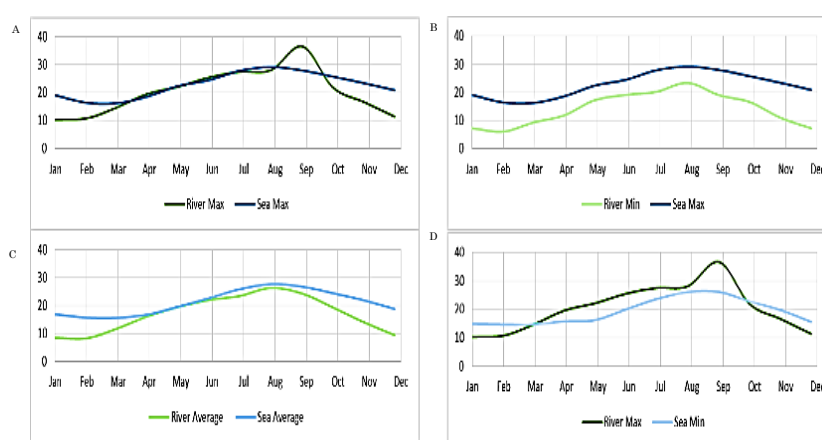 A
40
30
20
10
0
Jan Feb Mar Apr May Jun Jul Aug Sep Oct Nov Dec
River Max Sea Max
B
40
30
20
10
0
Jan Feb Mar Apr May Jun Jul Aug Sep Oct Nov Dec
River Min Sea Max
C
40
30
20
10
0
Jan Feb Mar Apr May Jun Jul Aug Sep Oct Nov Dec
River Average Sea Average
D
40
30
20
10
0
Jan Feb Mar Apr May Jun Jul Aug Sep Oct Nov Dec
River Max Sea Min